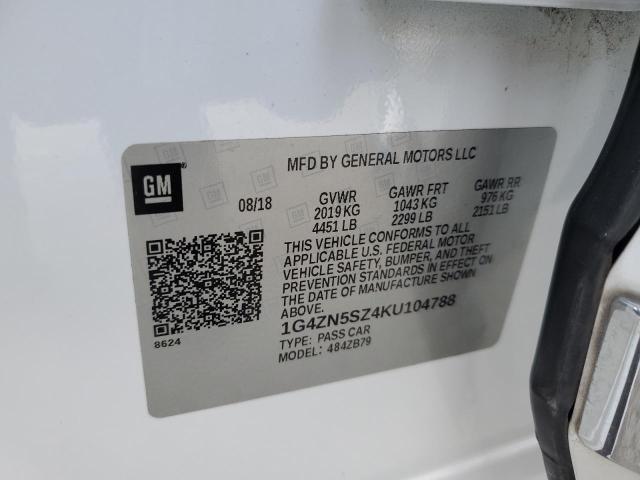 MFD BY GENERAL MOTORS LLC
GM
08/18 GVWR GAWR FRT GAWR RR
2019 KG 1043 KG 976 KG
4451 LB 2299 LB 2151 LB
THIS VEHICLE CONFORMS TO ALL
APPLICABLE U.S. FEDERAL MOTOR
VEHICLE SAFETY, BUMPER, AND THEFT
PREVENTION STANDARDS IN EFFECT ON
THE DATE OF MANUFACTURE SHOWN
ABOVE.
1G4ZN5SZ4KU104788
8624
TYPE: PASS CAR
MODEL: 484ZB79